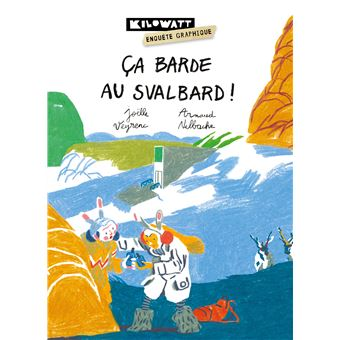 KILOWATT
ENQUÊTE GRAPHIQUE
ÇA BARDE
AU SVALBARD !
Joëlle Arnaud
Veyrenc Nebbache